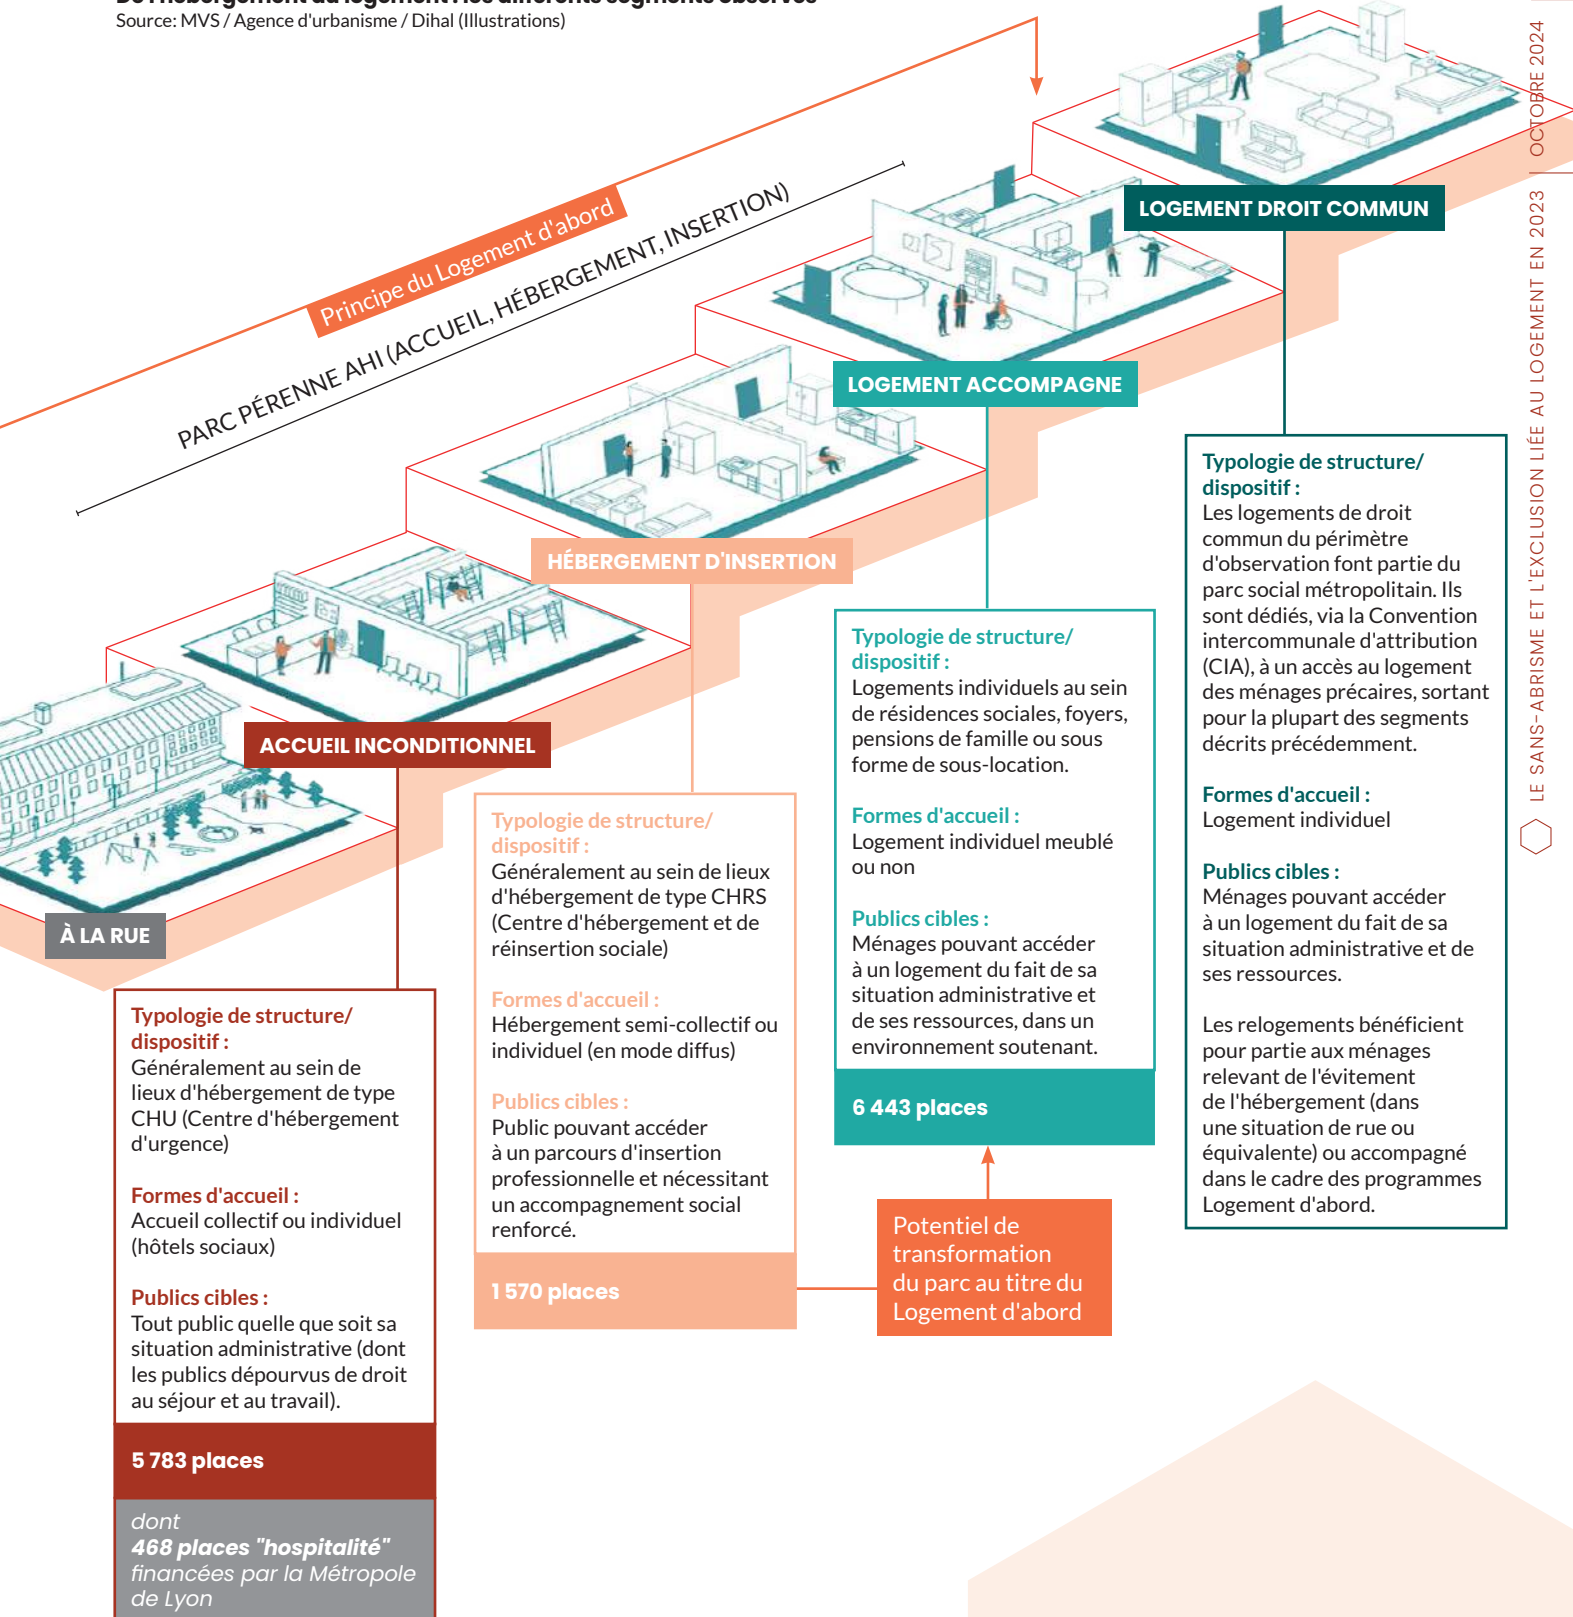 De l'hébergement au logement : les différents segments observés
Source: MVS / Agence d'urbanisme / Dihal (Illustrations)
Principe du Logement d'abord
PARC PÉRENNE AHI (ACCUEIL, HÉBERGEMENT, INSERTION)
LOGEMENT DROIT COMMUN
LOGEMENT ACCOMPAGNE
HÉBERGEMENT D'INSERTION
ACCUEIL INCONDITIONNEL
À LA RUE
Typologie de structure/
dispositif :
Généralement au sein de
lieux d'hébergement de type
CHU (Centre d'hébergement
d'urgence)
Formes d'accueil :
Accueil collectif ou individuel
(hôtels sociaux)
Publics cibles :
Tout public quelle que soit sa
situation administrative (dont
les publics dépourvus de droit
au séjour et au travail).
5 783 places
dont
468 places "hospitalité"
financées par la Métropole
de Lyon
Typologie de structure/
dispositif :
Généralement au sein de lieux
d'hébergement de type CHRS
(Centre d'hébergement et de
réinsertion sociale)
Formes d'accueil :
Hébergement semi-collectif ou
individuel (en mode diffus)
Publics cibles :
Public pouvant accéder
à un parcours d'insertion
professionnelle et nécessitant
un accompagnement social
renforcé.
1 570 places
Typologie de structure/
dispositif :
Logements individuels au sein
de résidences sociales, foyers,
pensions de famille ou sous
forme de sous-location.
Formes d'accueil :
Logement individuel meublé
ou non
Publics cibles :
Ménages pouvant accéder
à un logement du fait de sa
situation administrative et
de ses ressources, dans un
environnement soutenant.
6 443 places
Potentiel de
transformation
du parc au titre du
Logement d'abord
Typologie de structure/
dispositif :
Les logements de droit
commun du périmètre
d'observation font partie du
parc social métropolitain. Ils
sont dédiés, via la Convention
intercommunale d'attribution
(CIA), à un accès au logement
des ménages précaires, sortant
pour la plupart des segments
décrits précédemment.
Formes d'accueil :
Logement individuel
Publics cibles :
Ménages pouvant accéder
à un logement du fait de sa
situation administrative et de
ses ressources.
Les relogements bénéficient
pour partie aux ménages
relevant de l'évitement
de l'hébergement (dans
une situation de rue ou
équivalente) ou accompagné
dans le cadre des programmes
Logement d'abord.
LE SANS-ABRISME ET L'EXCLUSION LIÉE AU LOGEMENT EN 2023 | OCTOBRE 2024